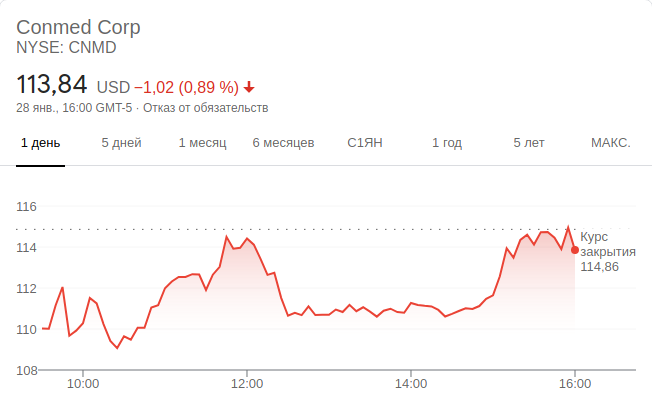 Conmed Corp
NYSE: CNMD
113,84 USD −1,02 (0,89 %)
28 янв., 16:00 GMT-5 · Отказ от обязательств
1 день 5 дней 1 месяц 6 месяцев С1ЯН 1 год 5 лет МАКС.
116
114
112
110
108
Курс
закрытия
114,86
10:00 12:00 14:00 16:00